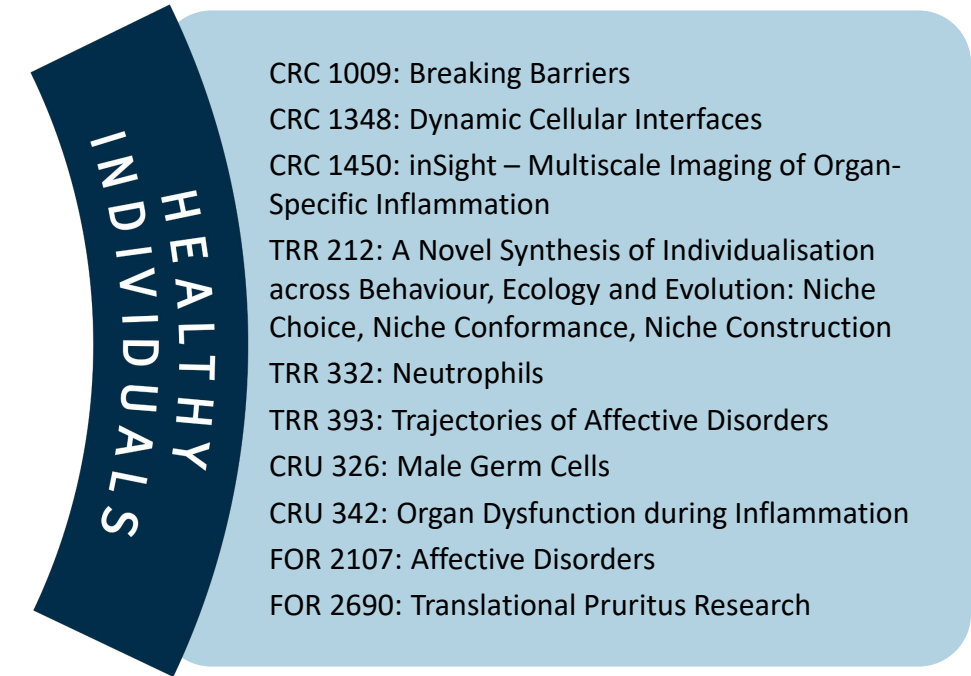 HEALTHY
INDIVIDUALS
CRC 1009: Breaking Barriers
CRC 1348: Dynamic Cellular Interfaces
CRC 1450: inSight – Multiscale Imaging of Organ-
Specific Inflammation
TRR 212: A Novel Synthesis of Individualisation
across Behaviour, Ecology and Evolution: Niche
Choice, Niche Conformance, Niche Construction
TRR 332: Neutrophils
TRR 393: Trajectories of Affective Disorders
CRU 326: Male Germ Cells
CRU 342: Organ Dysfunction during Inflammation
FOR 2107: Affective Disorders
FOR 2690: Translational Pruritus Research